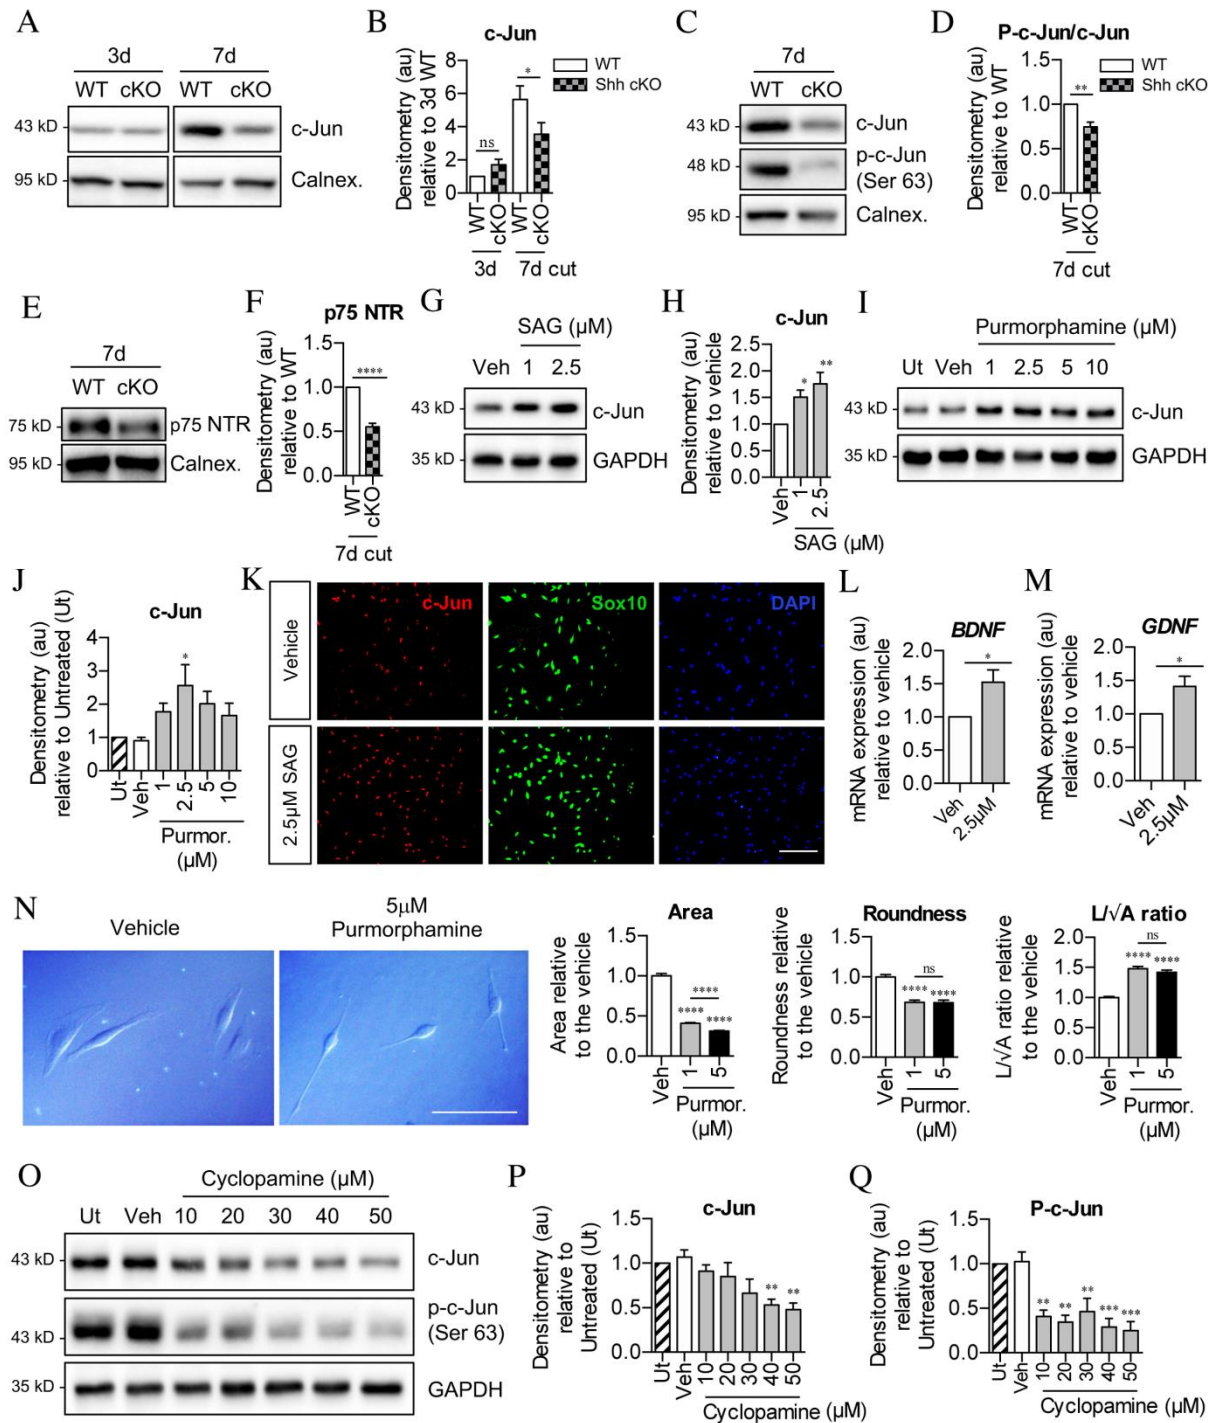 A
3d
7d
WT cKO WT cKO
43 kD
c-Jun
95 kD
Calnex.
B
c-Jun
Densitometry (au)
relative to 3d WT
8
6
4
2
0
ns
*
WT
Shh cKO
WT
cKO
WT
cKO
3d
7d cut
C
7d
WT cKO
43 kD
c-Jun
48 kD
p-c-Jun
(Ser 63)
95 kD
Calnex.
D
P-c-Jun/c-Jun
Densitometry (au)
relative to WT
1.5
1.0
0.5
0.0
**
WT
Shh cKO
WT
cKO
7d cut
E
7d
WT cKO
75 kD
p75 NTR
95 kD
Calnex.
F
p75 NTR
Densitometry (au)
relative to WT
1.5
1.0
0.5
0
****
WT
cKO
7d cut
G
SAG (µM)
Veh 1 2.5
43 kD
c-Jun
35 kD
GAPDH
H
c-Jun
Densitometry (au)
relative to vehicle
2.5
2.0
1.5
1.0
0.5
0.0
*
**
Veh
1
2.5
SAG (µM)
I
Purmorphamine (µM)
Ut Veh 1 2.5 5 10
43 kD
c-Jun
35 kD
GAPDH
J
c-Jun
Densitometry (au)
relative to Untreated (Ut)
4
3
2
1
0
*
Ut
Veh
1
2.5
5
10
Purmor.
(µM)
K
Vehicle
2.5µM SAG
c-Jun
Sox10
DAPI
L
BDNF
mRNA expression (au)
relative to vehicle
2.0
1.5
1.0
0.5
0.0
*
Veh
2.5µM
M
GDNF
mRNA expression (au)
relative to vehicle
2.0
1.5
1.0
0.5
0.0
*
Veh
2.5µM
N
Vehicle
5µM
Purmorphamine
Area
Area relative
to the vehicle
1.5
1.0
0.5
0.0
****
****
****
Veh
1
5
Purmor.
(µM)
Roundness
Roundness relative
to the vehicle
1.5
1.0
0.5
0.0
ns
****
****
Veh
1
5
Purmor.
(µM)
L/√A ratio
L/√A ratio relative
to the vehicle
2.0
1.5
1.0
0.5
0.0
ns
****
****
Veh
1
5
Purmor.
(µM)
O
Cyclopamine (µM)
Ut Veh 10 20 30 40 50
43 kD
c-Jun
43 kD
p-c-Jun
(Ser 63)
35 kD
GAPDH
P
c-Jun
Densitometry (au)
relative to
Untreated (Ut)
1.5
1.0
0.5
0.0
**
**
Ut
Veh
10
20
30
40
50
Cyclopamine (µM)
Q
P-c-Jun
Densitometry (au)
relative to
Untreated (Ut)
1.5
1.0
0.5
0.0
**
**
**
***
***
Ut
Veh
10
20
30
40
50
Cyclopamine (µM)